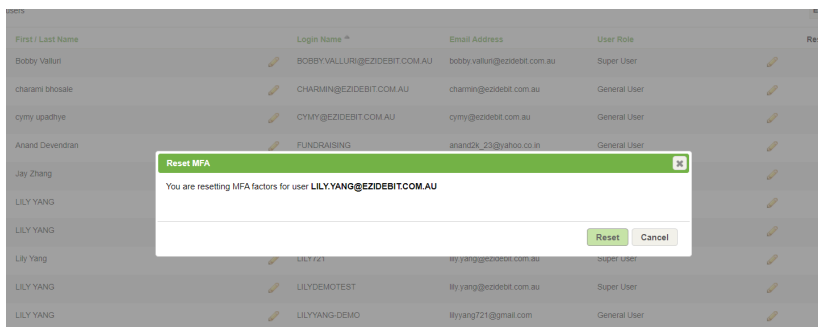 users
First / Last Name Login Name Email Address User Role Re
Bobby Valluri BOBBY.VALLURI@EZIDEBIT.COM.AU bobby.valluri@ezidebit.com.au Super User
charami bhosale CHARMIN@EZIDEBIT.COM.AU charmin@ezidebit.com.au General User
cymy upadhye CYMY@EZIDEBIT.COM.AU cymy@ezidebit.com.au General User
Anand Devendran FUNDRAISING anand2k_23@yahoo.co.in General User
Reset MFA
Jay Zhang
You are resetting MFA factors for user LILY.YANG@EZIDEBIT.COM.AU
LILY YANG
LILY YANG
Reset Cancel
Lily Yang LILY721 lily.yang@ezidebit.com.au Super User
LILY YANG LILYDEMOTEST lily.yang@ezidebit.com.au Super User
LILY YANG LILYYANG-DEMO lilyyang721@gmail.com General User